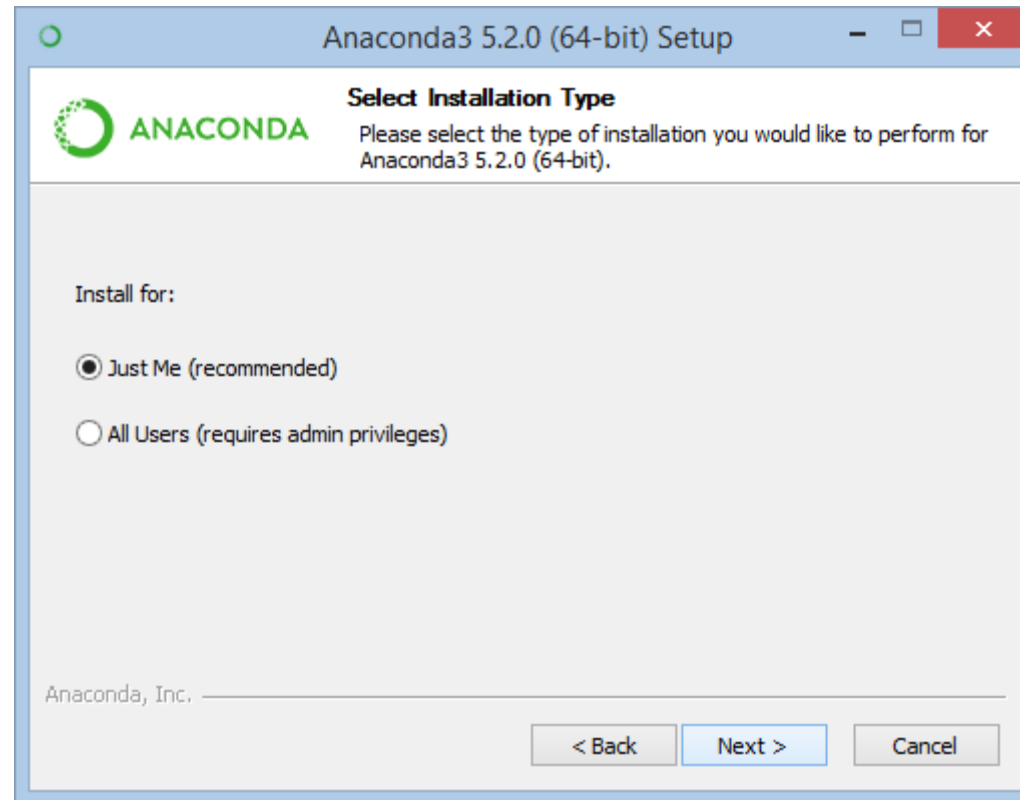 Anaconda3 5.2.0 (64-bit) Setup
ANACONDA
Select Installation Type
Please select the type of installation you would like to perform for
Anaconda3 5.2.0 (64-bit).
Install for:
Just Me (recommended)
All Users (requires admin privileges)
Anaconda, Inc.
< Back Next > Cancel